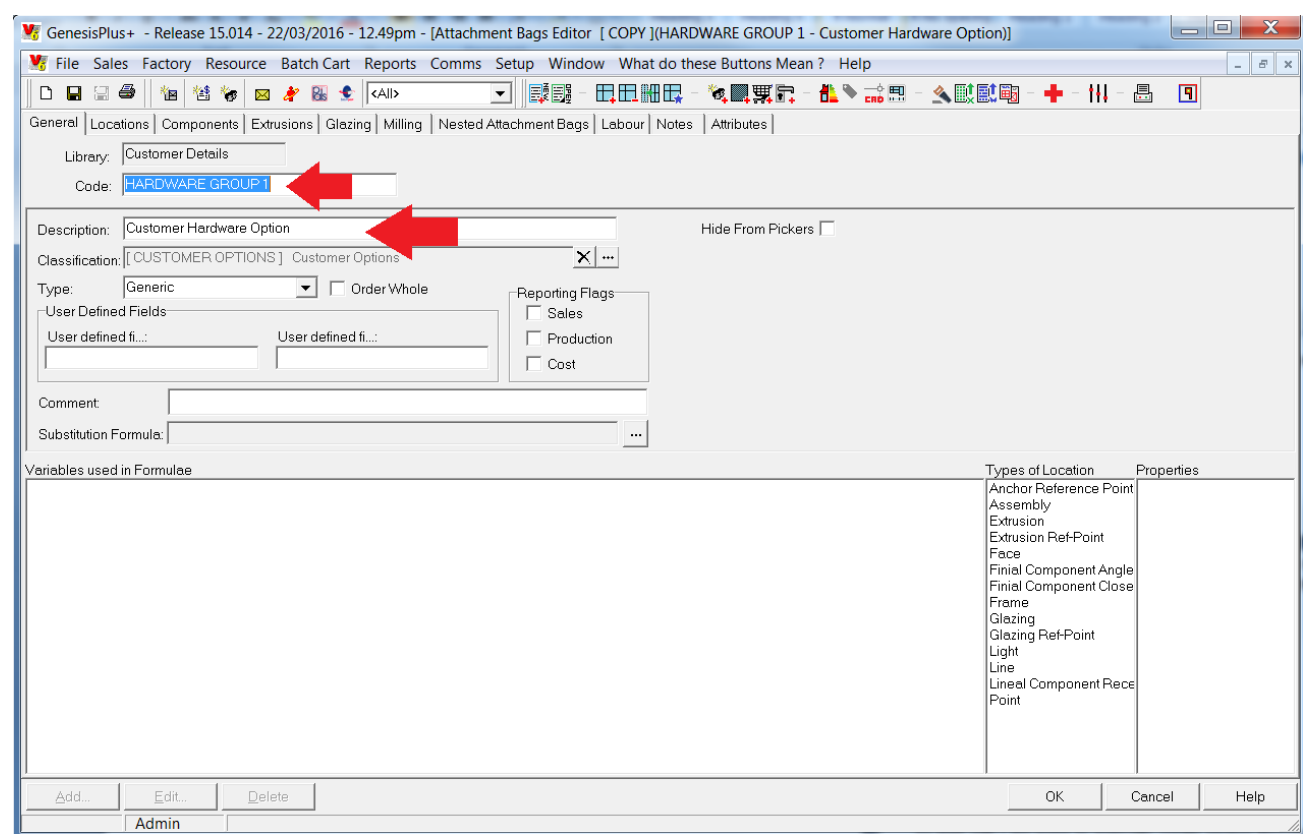 GenesisPlus+ - Release 15.014 - 22/03/2016 - 12.49pm - [Attachment Bags Editor [ COPY ](HARDWARE GROUP 1 - Customer Hardware Option)]
File Sales Factory Resource Batch Cart Reports Comms Setup Window What do these Buttons Mean ? Help
<All>
General Locations Components Extrusions Glazing Milling Nested Attachment Bags Labour Notes Attributes
Library: Customer Details
Code: HARDWARE GROUP 1
Description: Customer Hardware Option Hide From Pickers
Classification: [ CUSTOMER OPTIONS ] Customer Options ...
Type: Generic Order Whole Reporting Flags
User Defined Fields Sales
User defined fi...: User defined fi...: Production
Cost
Comment:
Substitution Formula: ...
Variables used in Formulae Types of Location Properties
Anchor Reference Point
Assembly
Extrusion
Extrusion Ref-Point
Face
Finial Component Angle
Finial Component Close
Frame
Glazing
Glazing Ref-Point
Light
Line
Lineal Component Rece
Point
Add... Edit... Delete OK Cancel Help
Admin